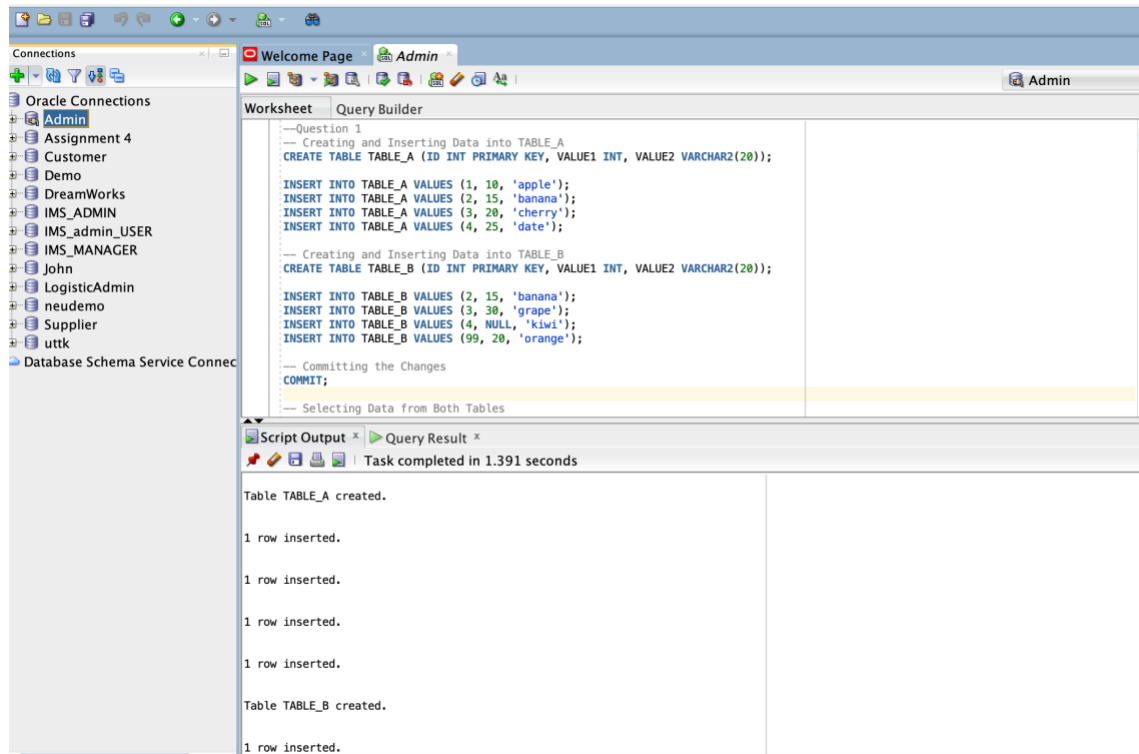 Connections
Oracle Connections
Admin
Assignment 4
Customer
Demo
DreamWorks
IMS_ADMIN
IMS_admin_USER
IMS_MANAGER
John
LogisticAdmin
neudemo
Supplier
uttk
Database Schema Service Connec
Welcome Page
Admin
Admin
Worksheet Query Builder
--Question 1
-- Creating and Inserting Data into TABLE_A
CREATE TABLE TABLE_A (ID INT PRIMARY KEY, VALUE1 INT, VALUE2 VARCHAR2(20));
INSERT INTO TABLE_A VALUES (1, 10, 'apple');
INSERT INTO TABLE_A VALUES (2, 15, 'banana');
INSERT INTO TABLE_A VALUES (3, 20, 'cherry');
INSERT INTO TABLE_A VALUES (4, 25, 'date');
-- Creating and Inserting Data into TABLE_B
CREATE TABLE TABLE_B (ID INT PRIMARY KEY, VALUE1 INT, VALUE2 VARCHAR2(20));
INSERT INTO TABLE_B VALUES (2, 15, 'banana');
INSERT INTO TABLE_B VALUES (3, 30, 'grape');
INSERT INTO TABLE_B VALUES (4, NULL, 'kiwi');
INSERT INTO TABLE_B VALUES (99, 20, 'orange');
-- Committing the Changes
COMMIT;
-- Selecting Data from Both Tables
Script Output x Query Result x
Task completed in 1.391 seconds
Table TABLE_A created.
1 row inserted.
1 row inserted.
1 row inserted.
1 row inserted.
Table TABLE_B created.
1 row inserted.